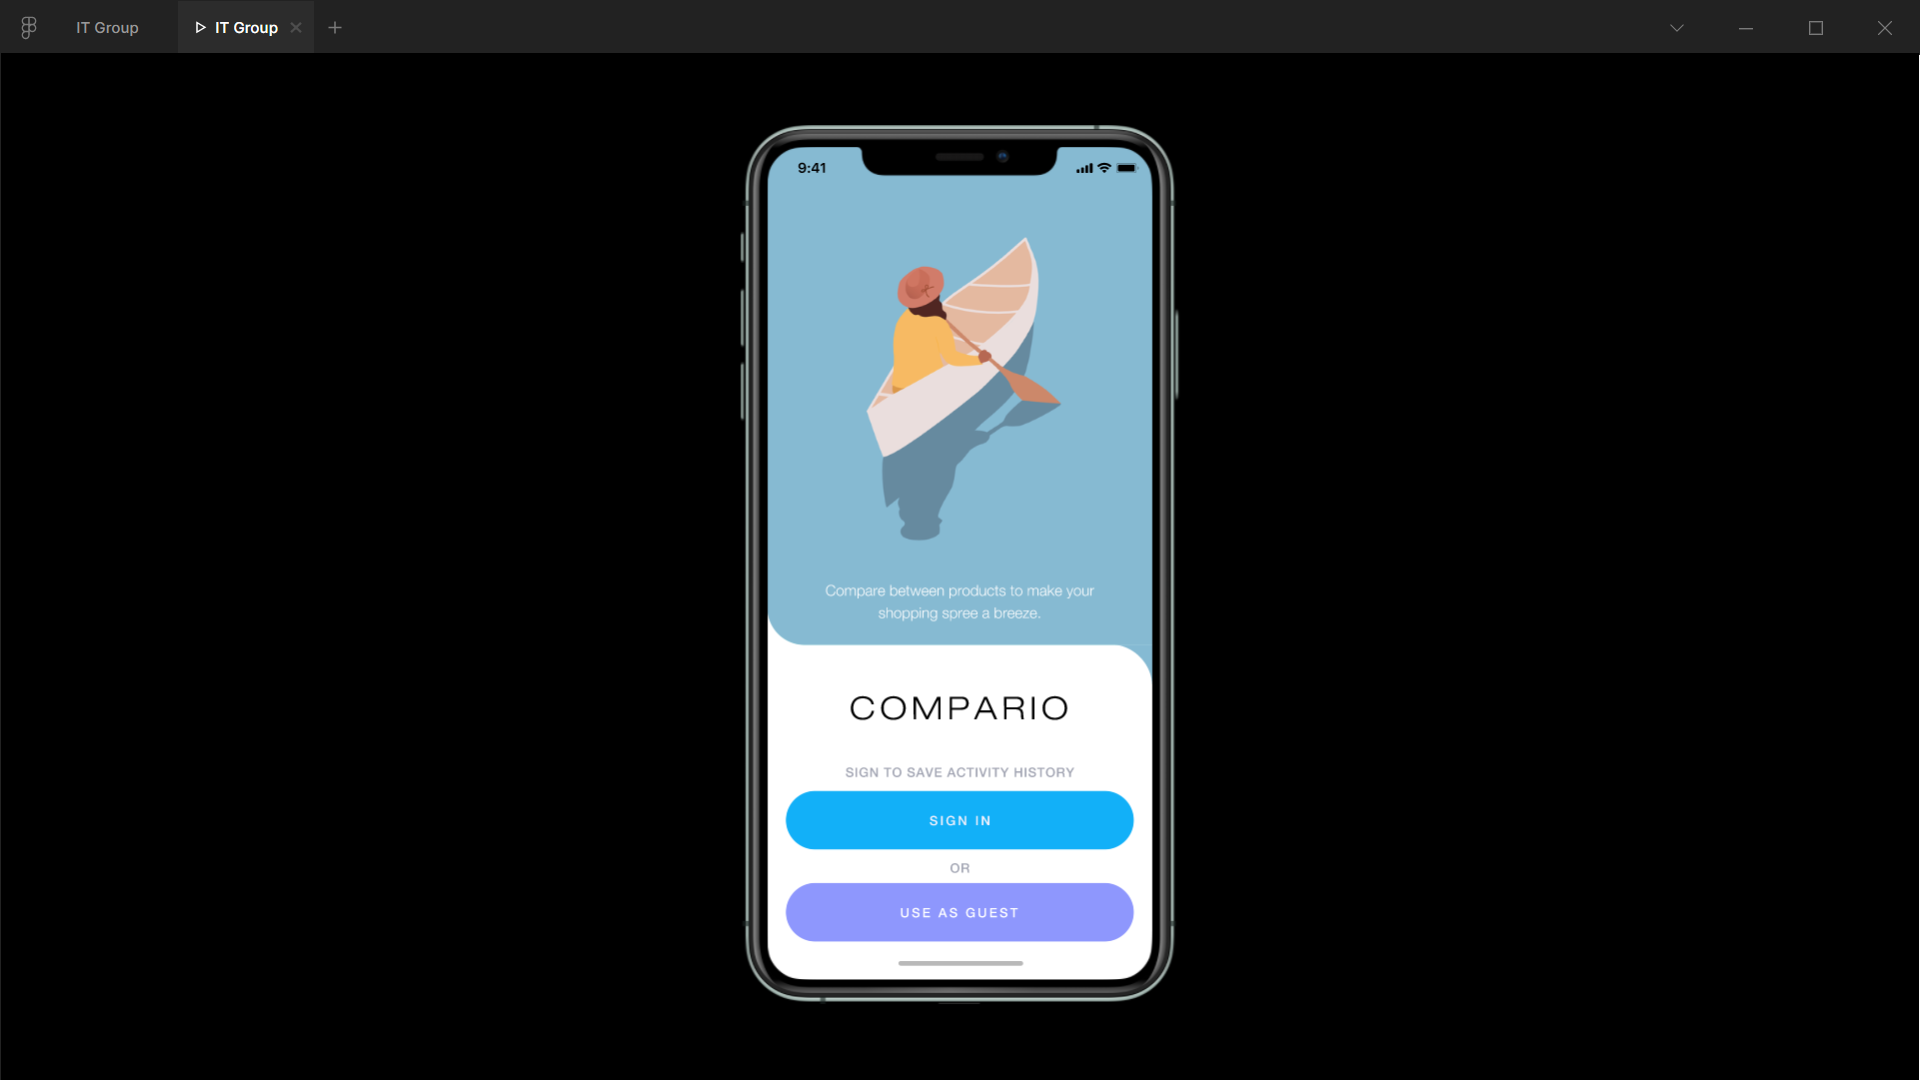 IT Group
IT Group
9:41
Compare between products to make your
shopping spree a breeze.
COMPARIO
SIGN TO SAVE ACTIVITY HISTORY
SIGN IN
OR
USE AS GUEST